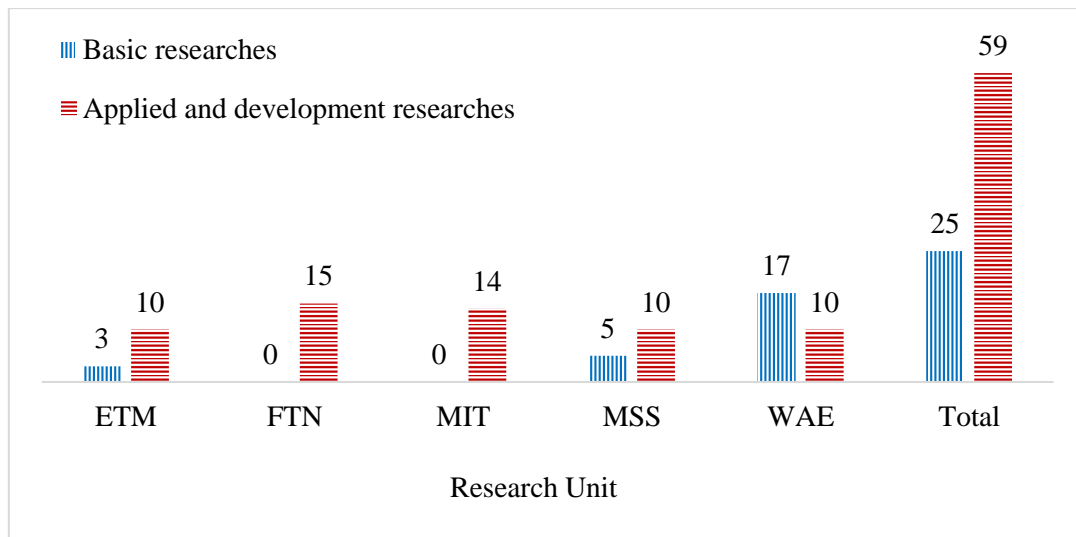 Basic researches
Applied and development researches
3 10 0 15 0 14 5 10 17 10 25 59
ETM FTN MIT MSS WAE Total
Research Unit